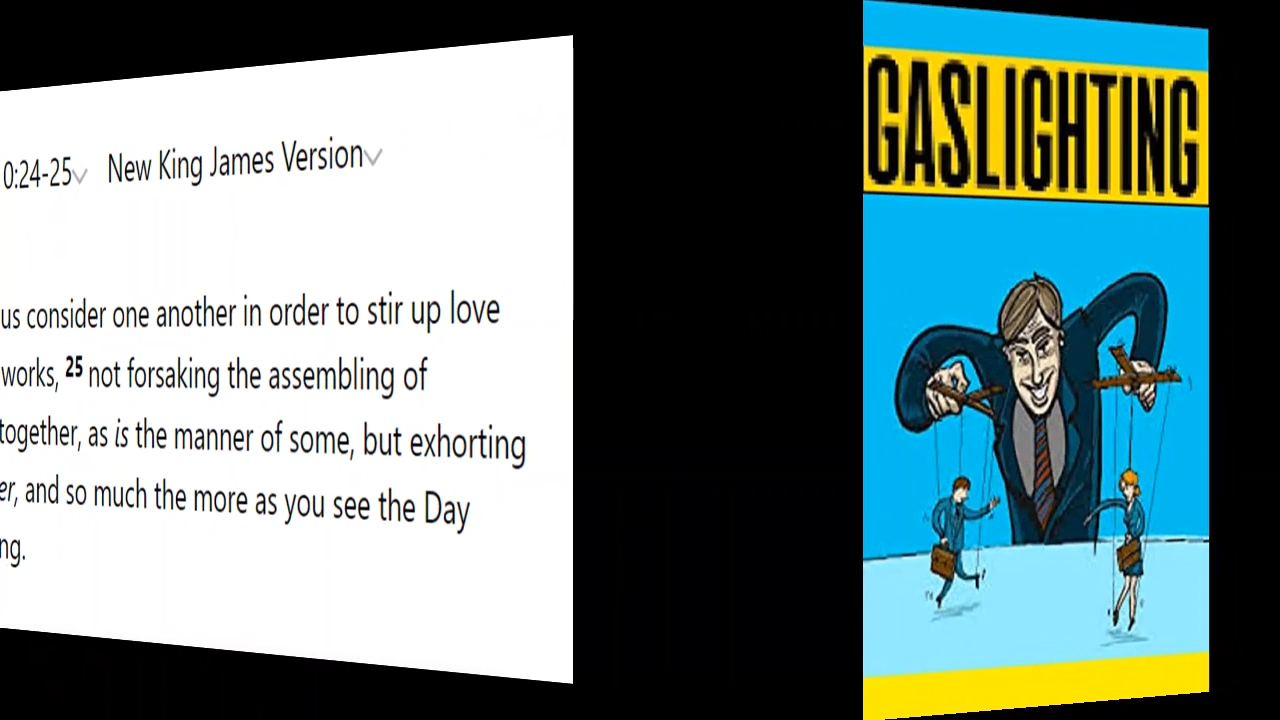 0:24-25 New King James Version
us consider one another in order to stir up love
works, 25 not forsaking the assembling of
together, as is the manner of some, but exhorting
er, and so much the more as you see the Day
ng.
GASLIGHTING